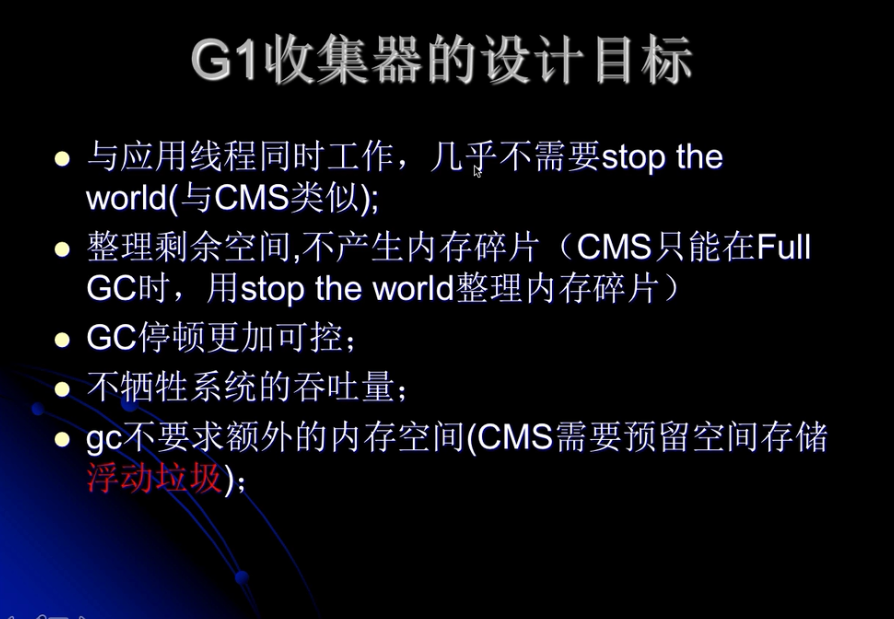 G1收集器的设计目标
与应用线程同时工作，几乎不需要stop the
world(与CMS类似);
整理剩余空间,不产生内存碎片（CMS只能在Full
GC时，用stop the world整理内存碎片）
GC停顿更加可控；
不牺牲系统的吞吐量；
gc不要求额外的内存空间(CMS需要预留空间存储
浮动垃圾)；